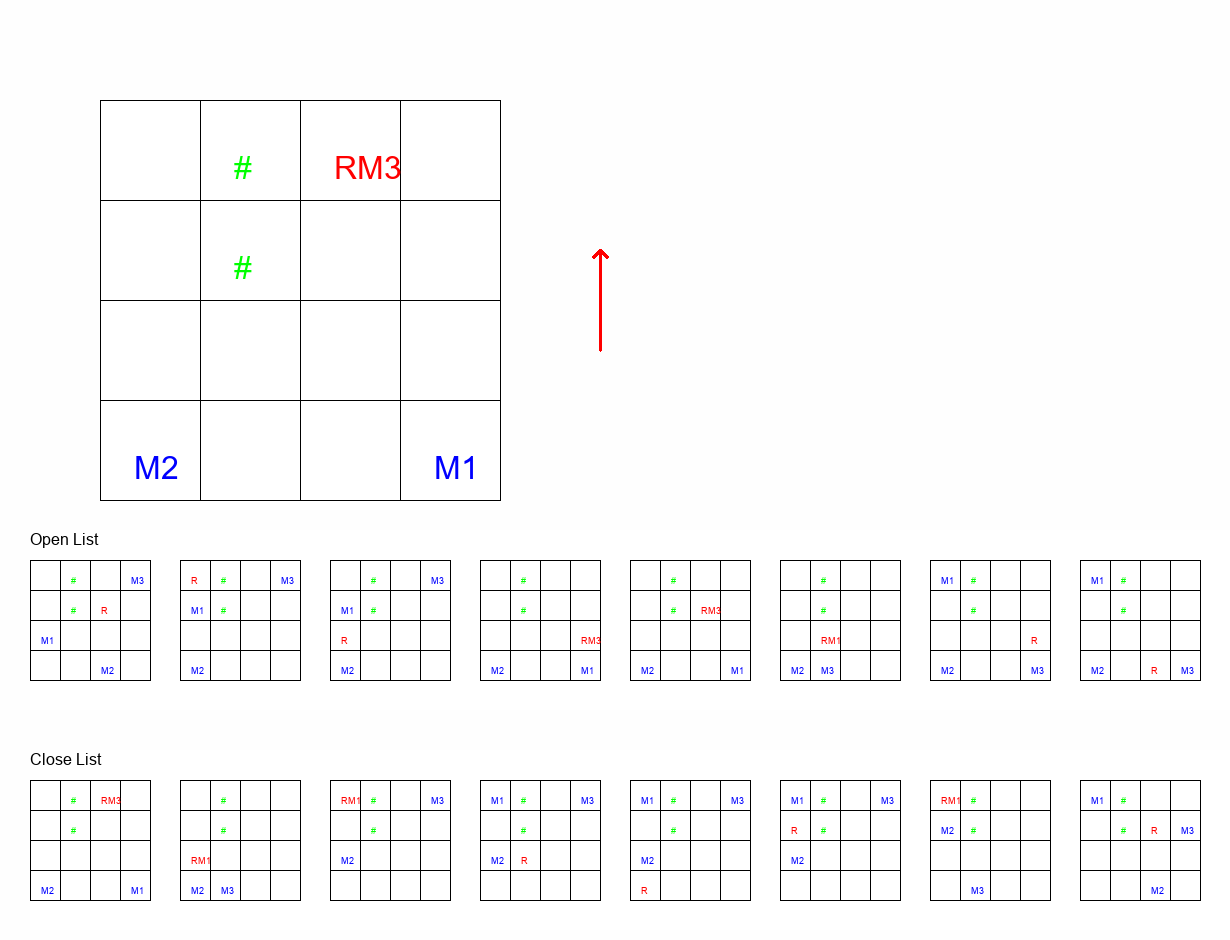 # RM3
#
M2 M1
Open List
# M3 R # M3 # M3 # # # M1 # M1 #
# R M1 # M1 # # # RM3 # # #
M1 R RM3 RM1 R
M2 M2 M2 M2 M1 M2 M1 M2 M3 M2 M3 M2 R M3
Close List
# RM3 # RM1 # M3 M1 # M3 M1 # M3 M1 # M3 RM1 # M1 #
# # # # # R # M2 # # R M3
RM1 M2 M2 R M2 M2
M2 M1 M2 M3 R M3 M2